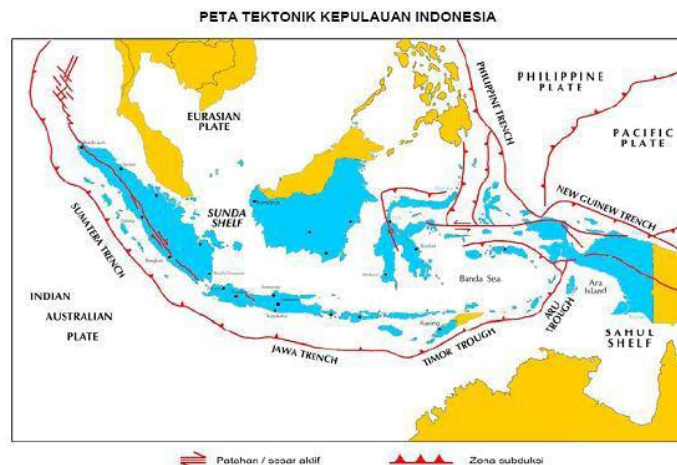 PETA TEKTONIK KEPULAUAN INDONESIA
PHILIPPINE
PLATE
PACIFIC
PLATE
PHILIPPINE TRENCH
EURASIAN
PLATE
NEW GUINEW TRENCH
SUNDA
SHELF
SUMATERA TRENCH
Banda Sea
Aru
Island
ARU
TROUGH
INDIAN
AUSTRALIAN
PLATE
Kupang
TIMOR TROUGH
JAWA TRENCH
SAHUL
SHELF
Patahan / sesar aktif
Zona subduksi